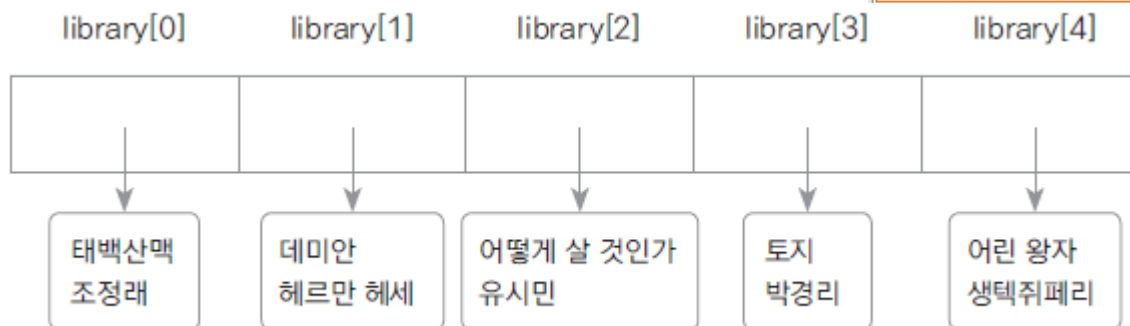 library[0] library[1] library[2] library[3] library[4]
태백산맥
조정래
데미안
헤르만 헤세
어떻게 살 것인가
유시민
토지
박경리
어린 왕자
생텍쥐페리